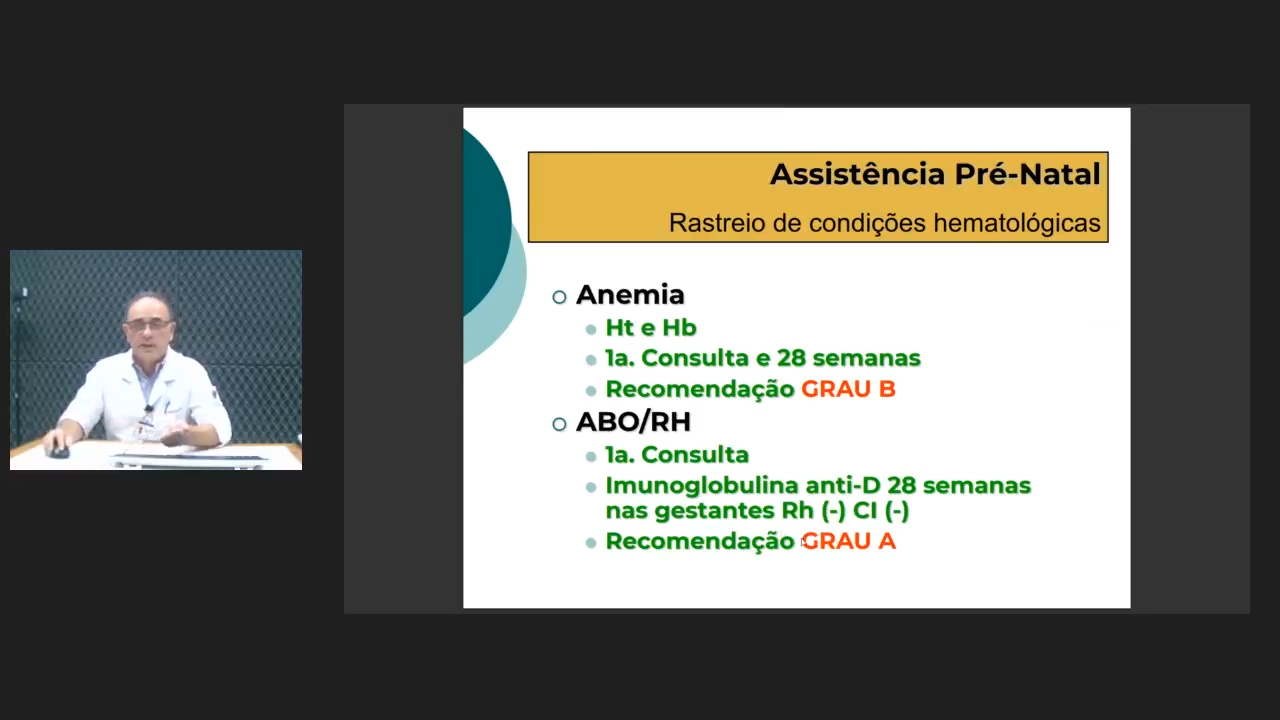 Assistência Pré-Natal
Rastreio de condições hematológicas
Anemia
Ht e Hb
1a. Consulta e 28 semanas
Recomendação GRAU B
ABO/RH
1a. Consulta
Imunoglobulina anti-D 28 semanas
nas gestantes Rh (-) CI (-)
Recomendação GRAU A